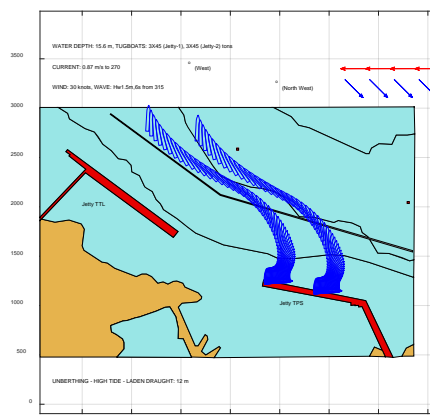 WATER DEPTH: 15.6 m, TUGBOATS: 3X45 (Jetty-1), 3X45 (Jetty-2) tons
3500
(West)
CURRENT: 0.87 m/s to 270
WIND: 30 knots, WAVE: Hw1.5m,6s from 315
(North West)
3000
2500
2000
Jetty TTL
1500
1000
Jetty TPS
500
UNBERTHING - HIGH TIDE - LADEN DRAUGHT: 12 m
0